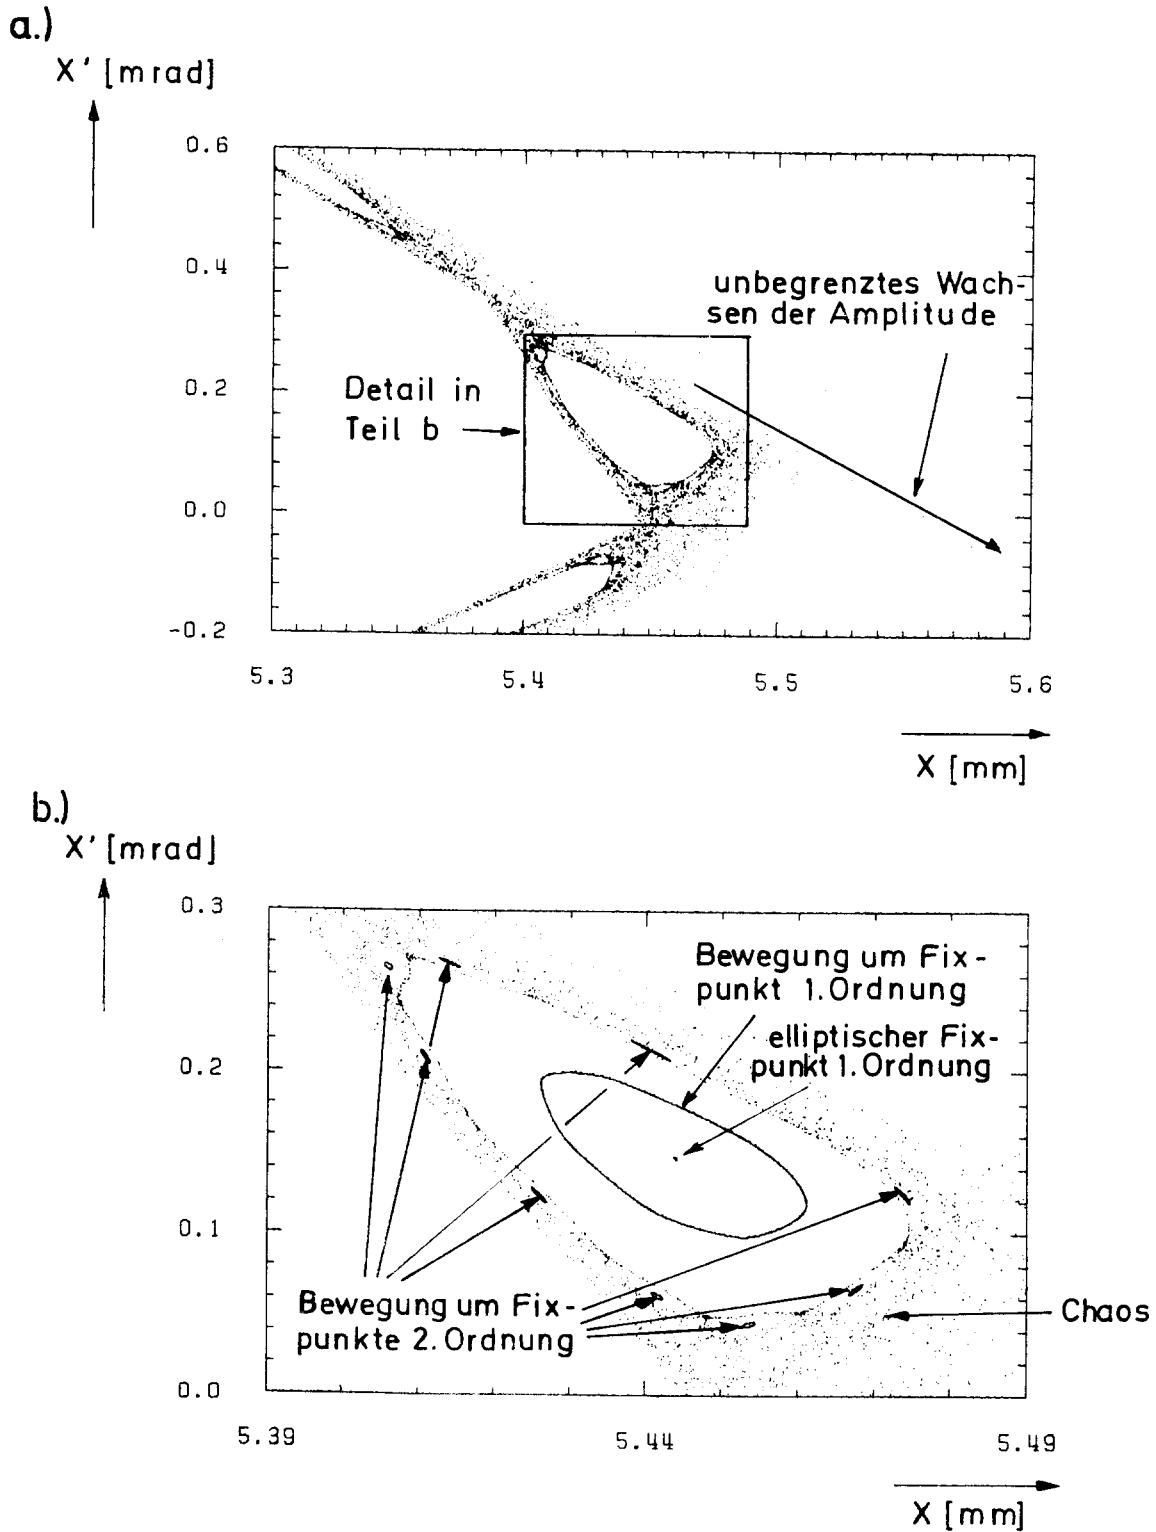 a.)
X' [mrad]
0.6
0.4
0.2
0.0
-0.2
unbegrenztes Wach-
sen der Amplitude
Detail in
Teil b
5.3
5.4
5.5
5.6
X [mm]
b.)
X' [mrad]
0.3
0.2
0.1
0.0
Bewegung um Fix-
punkt 1.Ordnung
elliptischer Fix-
punkt 1.Ordnung
Bewegung um Fix-
punkte 2.Ordnung
Chaos
5.39
5.44
5.49
X [mm]